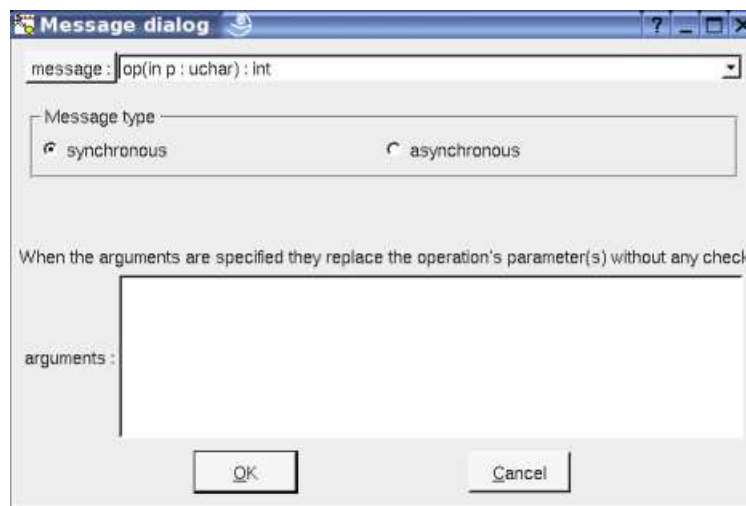 Message dialog
message : op(in p : uchar) : int
Message type
synchronous asynchronous
When the arguments are specified they replace the operation's parameter(s) without any check
arguments :
OK Cancel